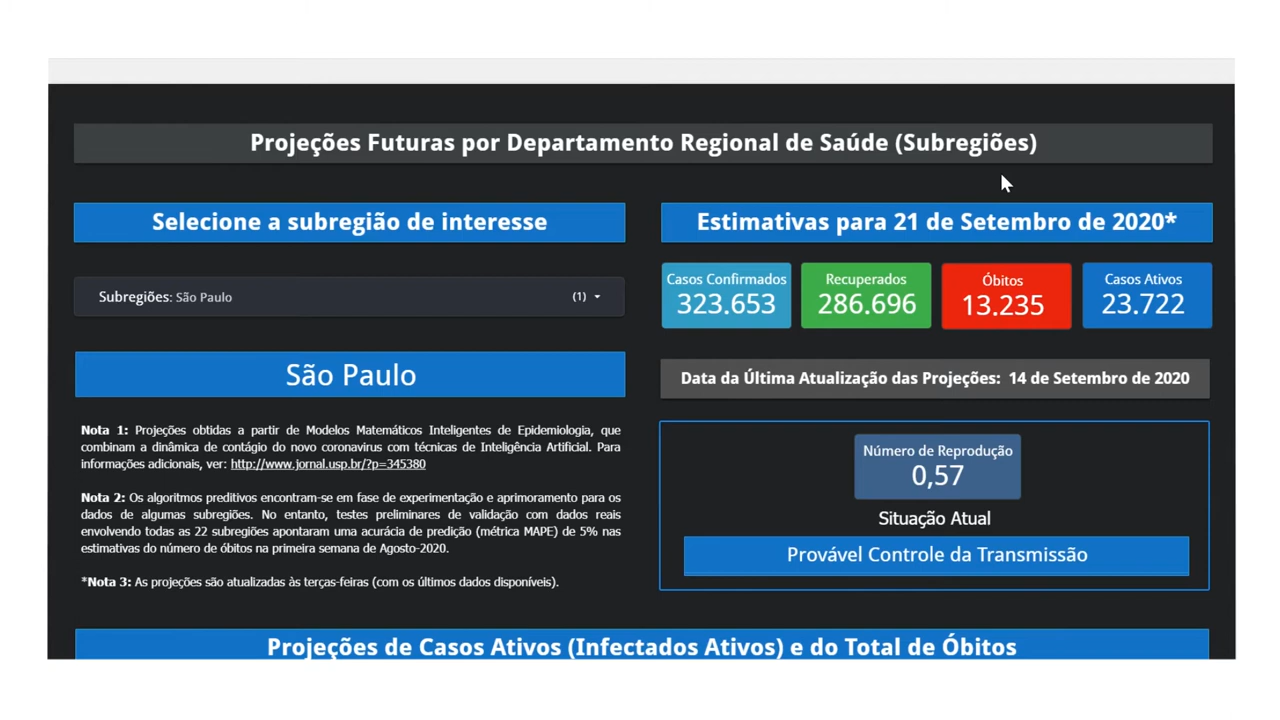 Projeções Futuras por Departamento Regional de Saúde (Subregiões)
Selecione a subregião de interesse
Subregiões: São Paulo (1)
São Paulo
Nota 1: Projeções obtidas a partir de Modelos Matemáticos Inteligentes de Epidemiologia, que
combinam a dinâmica de contágio do novo coronavirus com técnicas de Inteligência Artificial. Para
informações adicionais, ver: http://www.jornal.usp.br/?p=345380
Nota 2: Os algoritmos preditivos encontram-se em fase de experimentação e aprimoramento para os
dados de algumas subregiões. No entanto, testes preliminares de validação com dados reais
envolvendo todas as 22 subregiões apontaram uma acurácia de predição (métrica MAPE) de 5% nas
estimativas do número de óbitos na primeira semana de Agosto-2020.
*Nota 3: As projeções são atualizadas às terças-feiras (com os últimos dados disponíveis).
Estimativas para 21 de Setembro de 2020*
Casos Confirmados
323.653
Recuperados
286.696
Óbitos
13.235
Casos Ativos
23.722
Data da Última Atualização das Projeções: 14 de Setembro de 2020
Número de Reprodução
0,57
Situação Atual
Provável Controle da Transmissão
Projeções de Casos Ativos (Infectados Ativos) e do Total de Óbitos